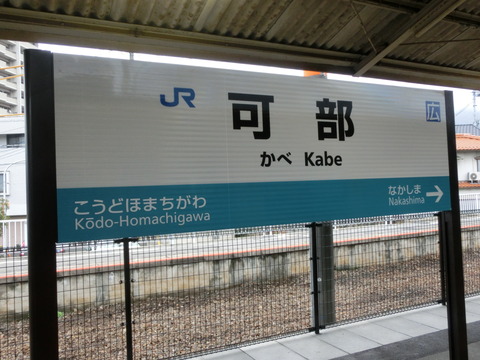 JR 可部 広
かべ Kabe
こうどほまちがわ なかしま
Kōdo-Homachigawa Nakashima →